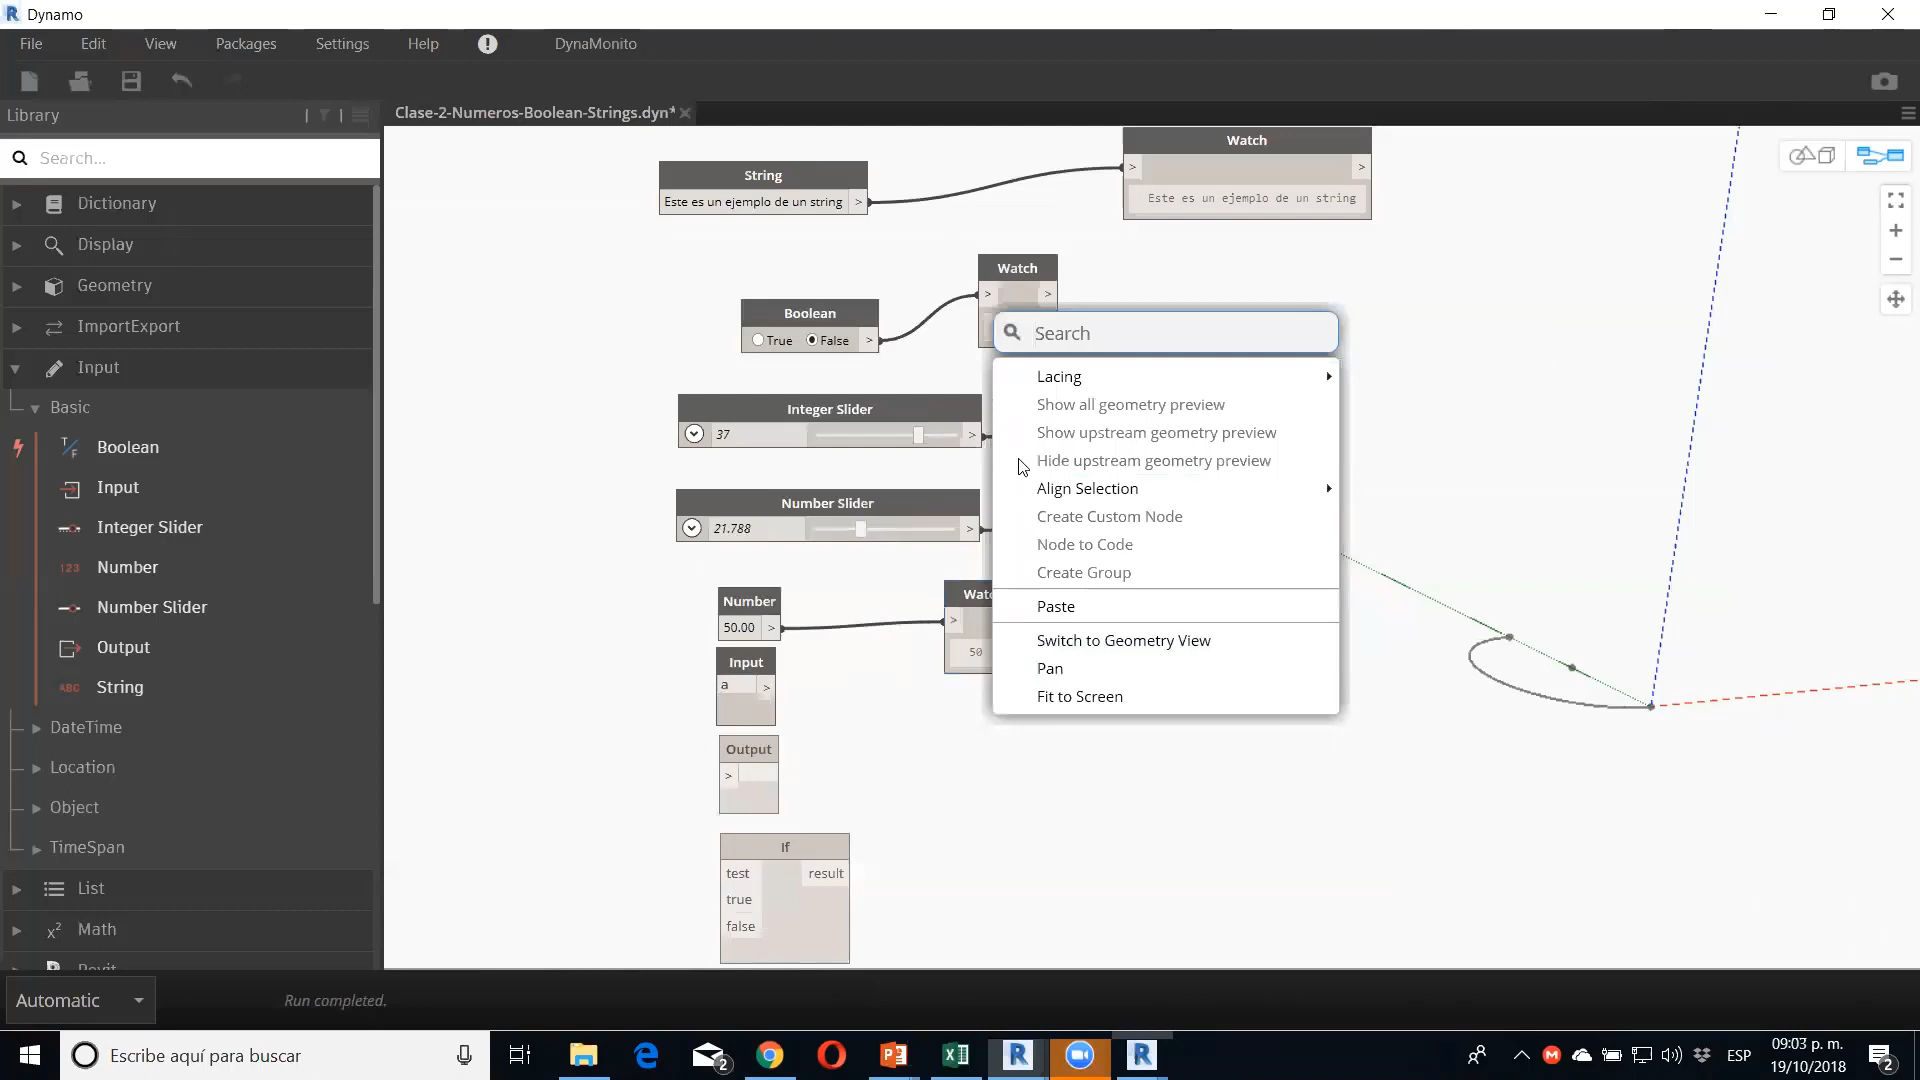 Dynamo
File Edit View Packages Settings Help DynaMonito
Library
Clase-2-Numeros-Boolean-Strings.dyn*
Search...
Dictionary
Display
Geometry
ImportExport
Input
Basic
Boolean
Input
Integer Slider
123 Number
Number Slider
Output
ABC String
DateTime
Location
Object
TimeSpan
List
Math
Revit
String
Este es un ejemplo de un string >
Watch
> >
Este es un ejemplo de un string
Boolean
True False >
Watch
> >
Integer Slider
37 >
Number Slider
21.788 >
Number
50.00 >
Watc
>
50
Input
a >
Output
>
If
test result
true
false
Search
Lacing
Show all geometry preview
Show upstream geometry preview
Hide upstream geometry preview
Align Selection
Create Custom Node
Node to Code
Create Group
Paste
Switch to Geometry View
Pan
Fit to Screen
Automatic
Run completed.
Escribe aquí para buscar
2
ESP
09:03 p. m.
19/10/2018
2